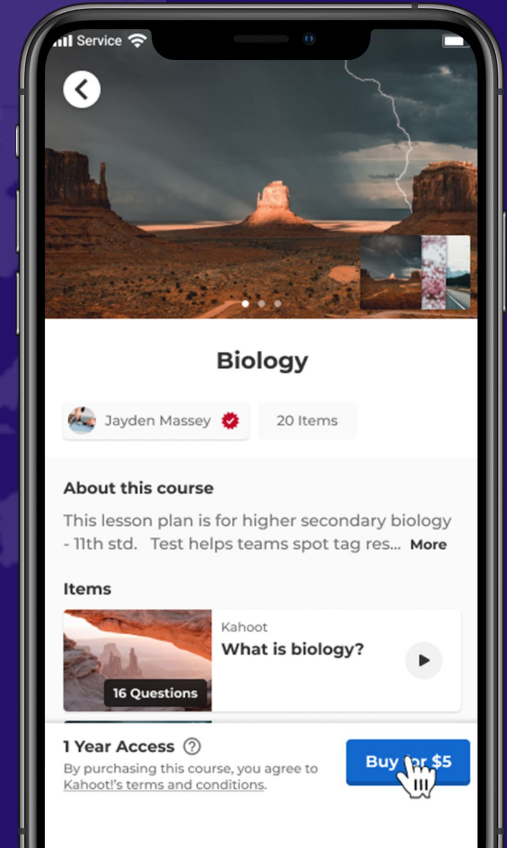 Service
Biology
Jayden Massey
20 Items
About this course
This lesson plan is for higher secondary biology
- 11th std. Test helps teams spot tag res... More
Items
Kahoot
What is biology?
16 Questions
1 Year Access ?
Buy for $5
By purchasing this course, you agree to
Kahoot!'s terms and conditions.